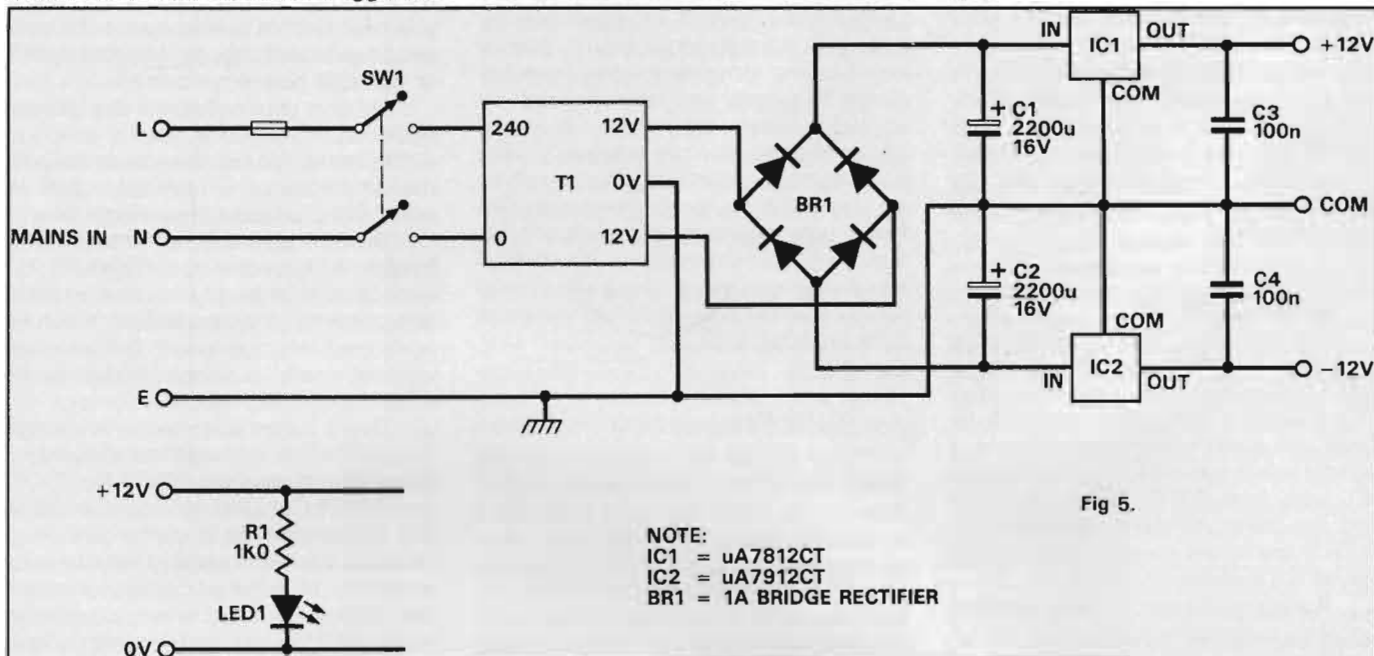 IN
IC1
OUT
+12V
COM
SW1
L
240
12V
C1
2200u
16V
C3
100n
T1
0V
BR1
COM
MAINS IN
N
0
12V
C2
2200u
16V
C4
100n
COM
IN
IC2
OUT
−12V
E
Fig 5.
+12V
R1
1K0
LED1
0V
NOTE:
IC1 = uA7812CT
IC2 = uA7912CT
BR1 = 1A BRIDGE RECTIFIER